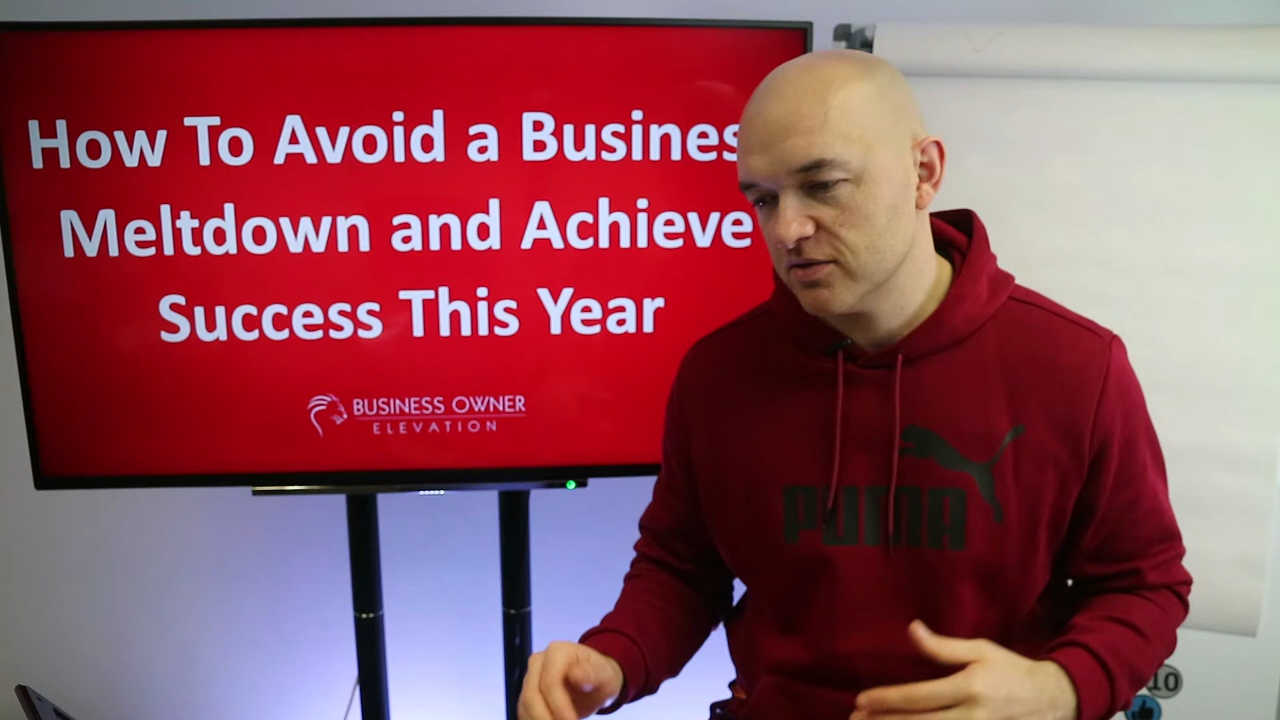 How To Avoid a Busines
Meltdown and Achieve
Success This Year
BUSINESS OWNER
ELEVATION
PUMA
10